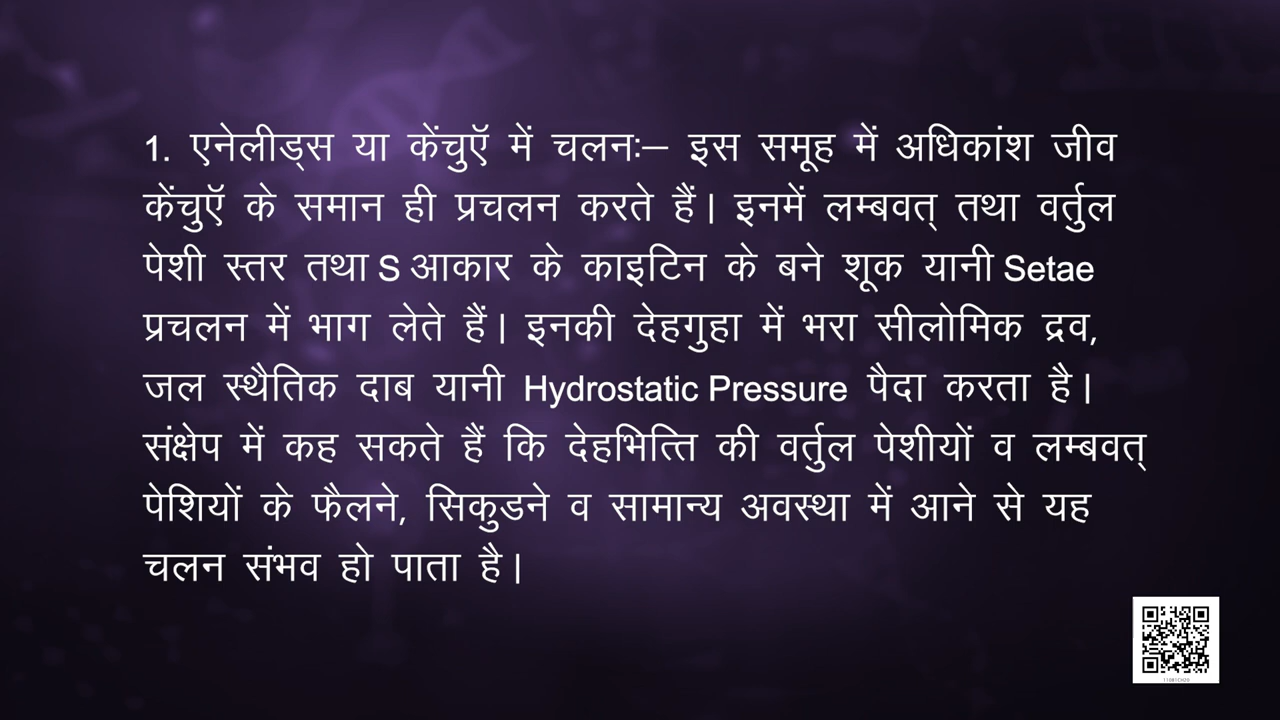 1. एनेलीड्स या केंचुऍ में चलनः– इस समूह में अधिकांश जीव
केंचुऍ के समान ही प्रचलन करते हैं। इनमें लम्बवत् तथा वर्तुल
पेशी स्तर तथा S आकार के काइटिन के बने शूक यानी Setae
प्रचलन में भाग लेते हैं। इनकी देहगुहा में भरा सीलोमिक द्रव,
जल स्थैतिक दाब यानी Hydrostatic Pressure पैदा करता है।
संक्षेप में कह सकते हैं कि देहभित्ति की वर्तुल पेशीयों व लम्बवत्
पेशियों के फैलने, सिकुडने व सामान्य अवस्था में आने से यह
चलन संभव हो पाता है।